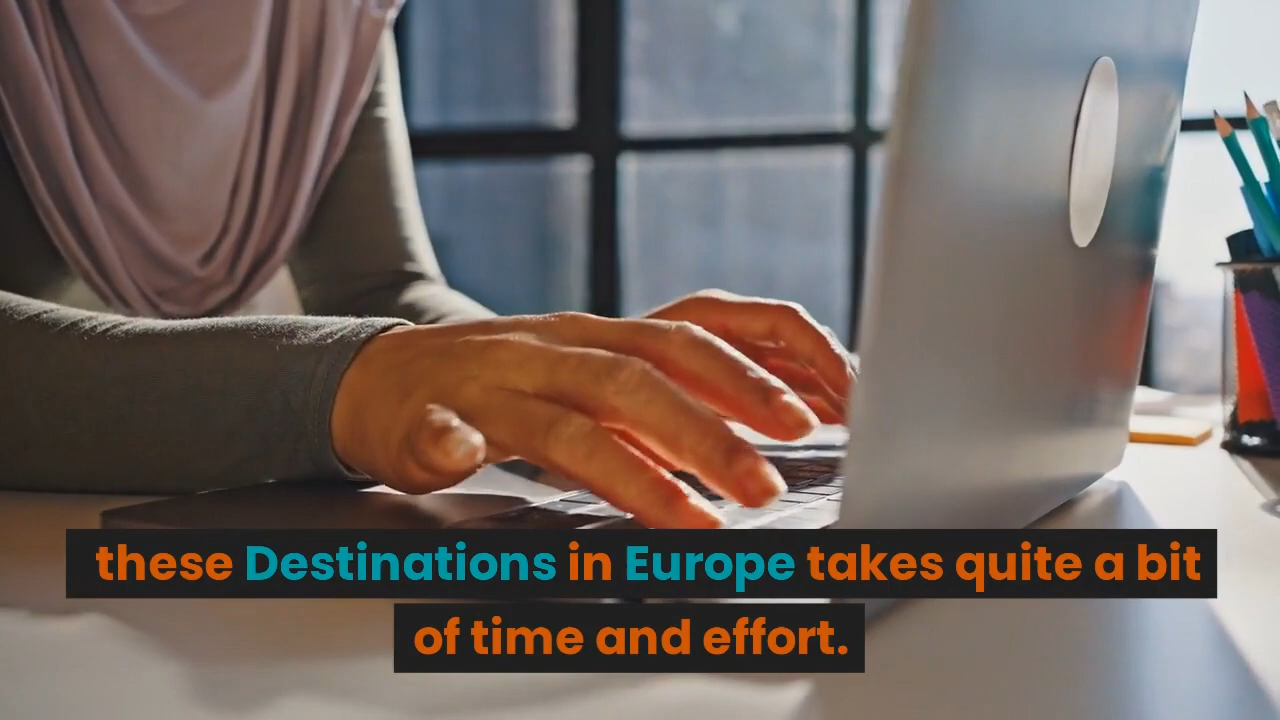 these Destinations in Europe takes quite a bit
of time and effort.